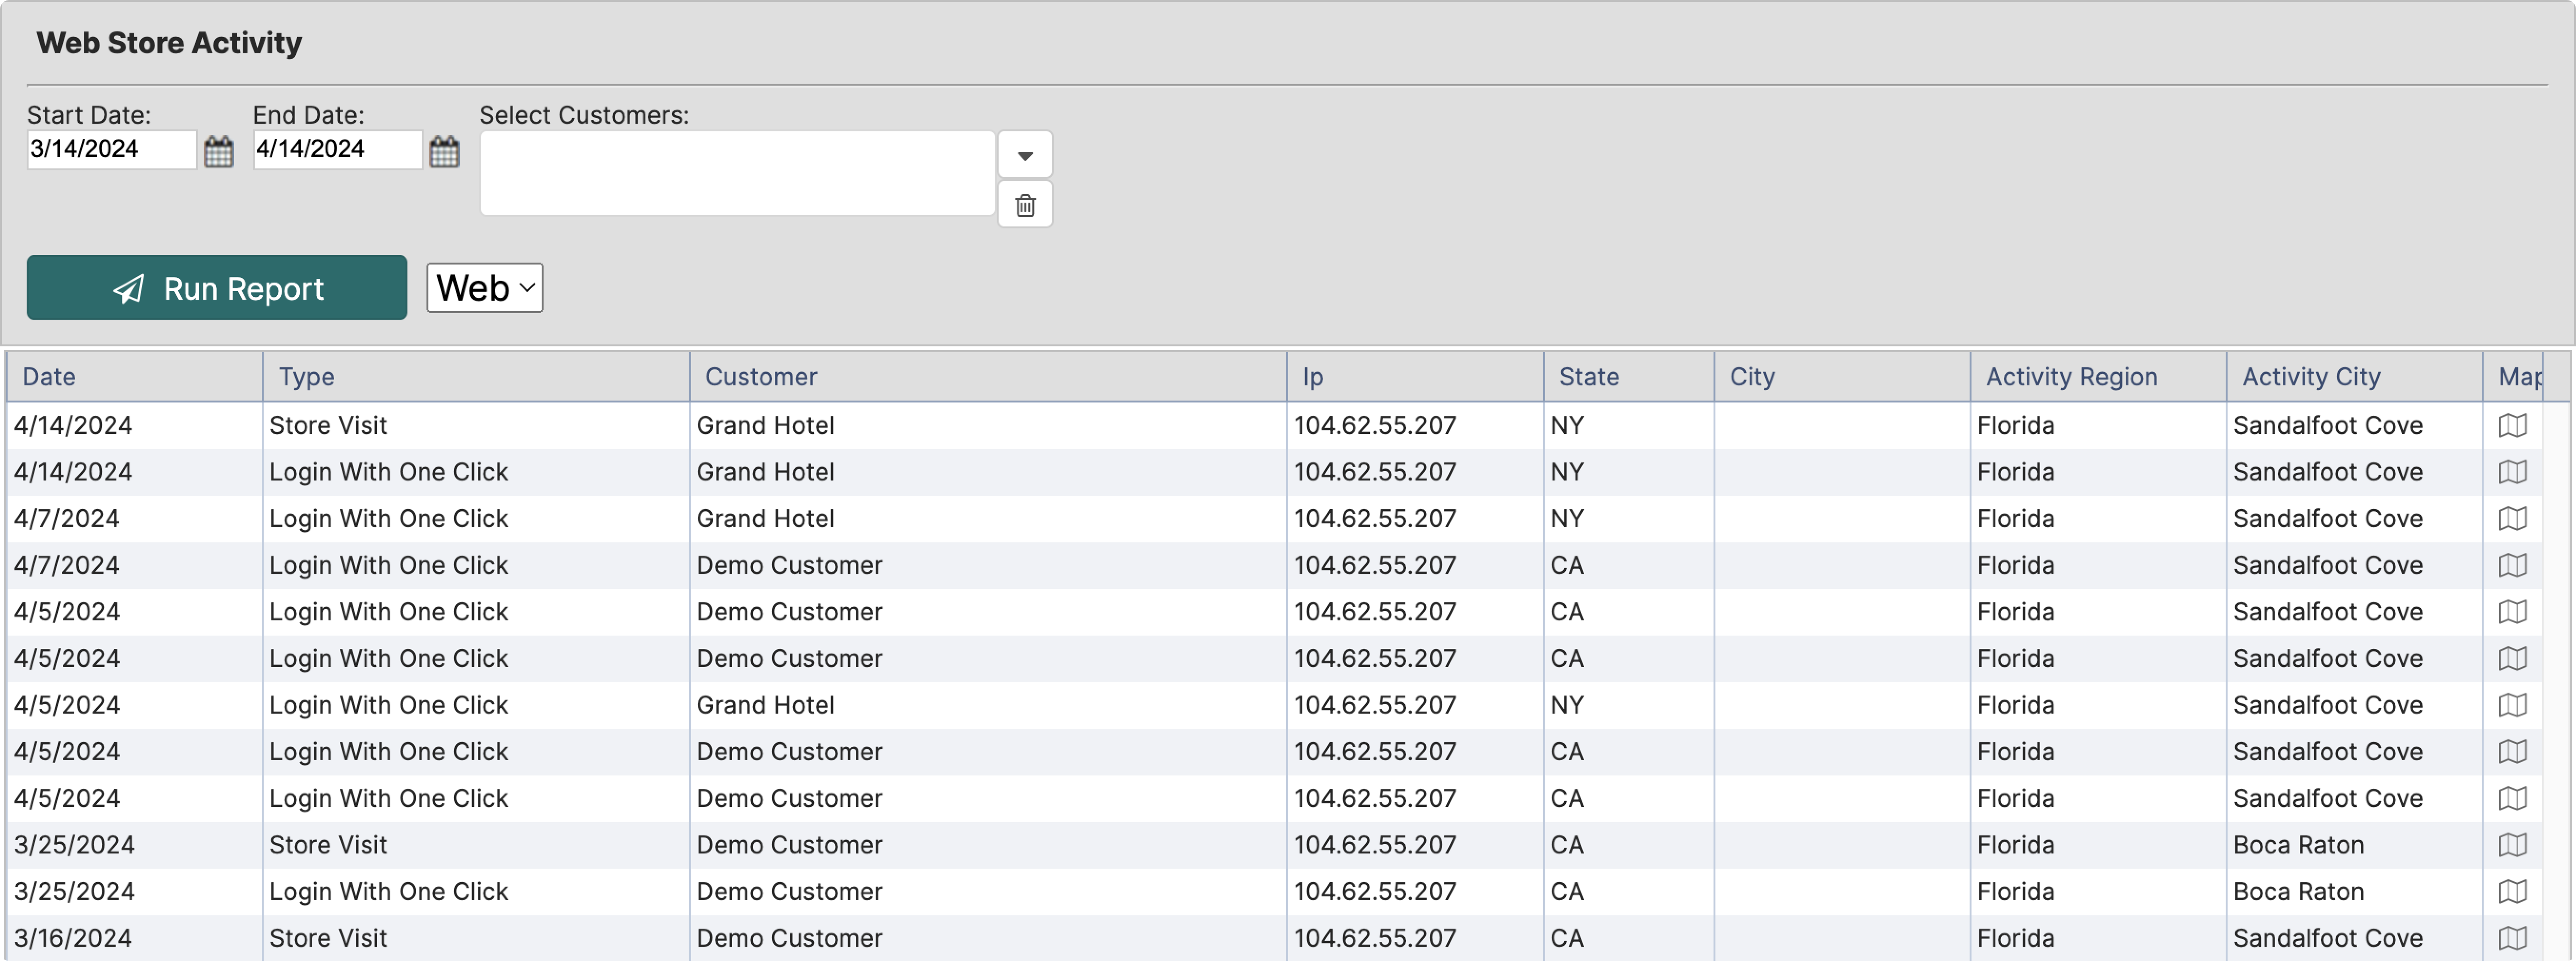 Web Store Activity
Start Date: End Date: Select Customers:
3/14/2024 4/14/2024
Run Report Web
Date Type Customer Ip State City Activity Region Activity City Map
4/14/2024 Store Visit Grand Hotel 104.62.55.207 NY Florida Sandalfoot Cove
4/14/2024 Login With One Click Grand Hotel 104.62.55.207 NY Florida Sandalfoot Cove
4/7/2024 Login With One Click Grand Hotel 104.62.55.207 NY Florida Sandalfoot Cove
4/7/2024 Login With One Click Demo Customer 104.62.55.207 CA Florida Sandalfoot Cove
4/5/2024 Login With One Click Demo Customer 104.62.55.207 CA Florida Sandalfoot Cove
4/5/2024 Login With One Click Demo Customer 104.62.55.207 CA Florida Sandalfoot Cove
4/5/2024 Login With One Click Grand Hotel 104.62.55.207 NY Florida Sandalfoot Cove
4/5/2024 Login With One Click Demo Customer 104.62.55.207 CA Florida Sandalfoot Cove
4/5/2024 Login With One Click Demo Customer 104.62.55.207 CA Florida Sandalfoot Cove
3/25/2024 Store Visit Demo Customer 104.62.55.207 CA Florida Boca Raton
3/25/2024 Login With One Click Demo Customer 104.62.55.207 CA Florida Boca Raton
3/16/2024 Store Visit Demo Customer 104.62.55.207 CA Florida Sandalfoot Cove